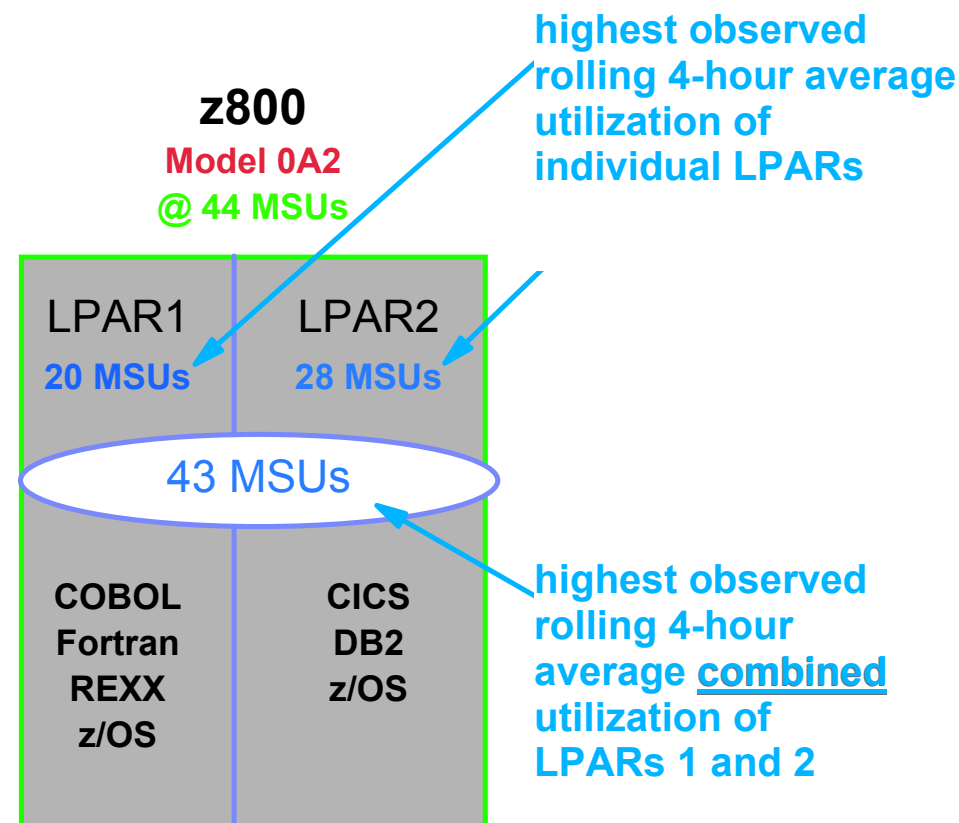 highest observed
rolling 4-hour average
utilization of
individual LPARs
z800
Model 0A2
@ 44 MSUs
LPAR1
20 MSUs
LPAR2
28 MSUs
43 MSUs
COBOL
Fortran
REXX
z/OS
CICS
DB2
z/OS
highest observed
rolling 4-hour
average combined
utilization of
LPARs 1 and 2